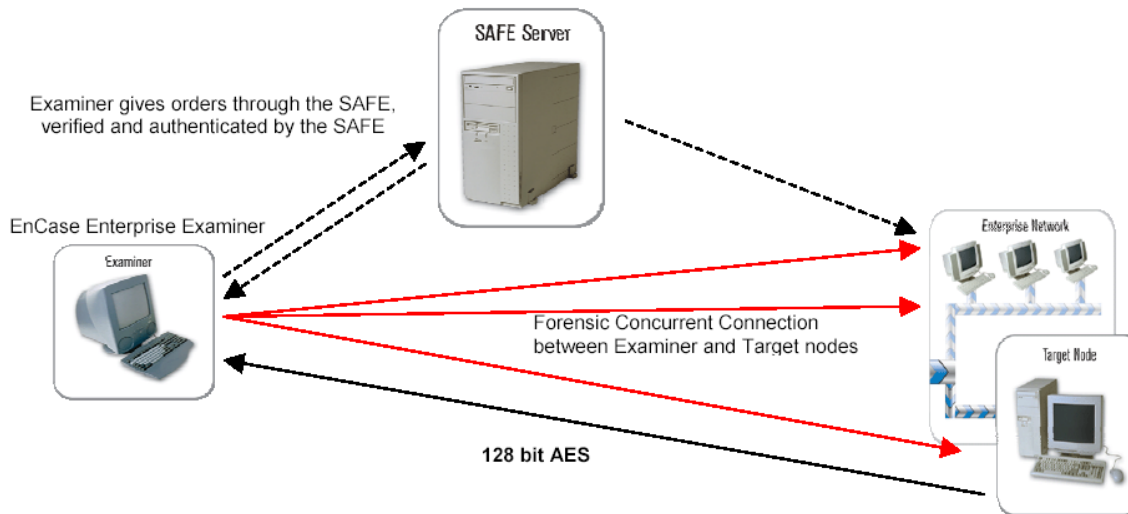 SAFE Server
Examiner gives orders through the SAFE,
verified and authenticated by the SAFE
EnCase Enterprise Examiner
Examiner
Enterprise Network
Forensic Concurrent Connection
between Examiner and Target nodes
Target Node
128 bit AES